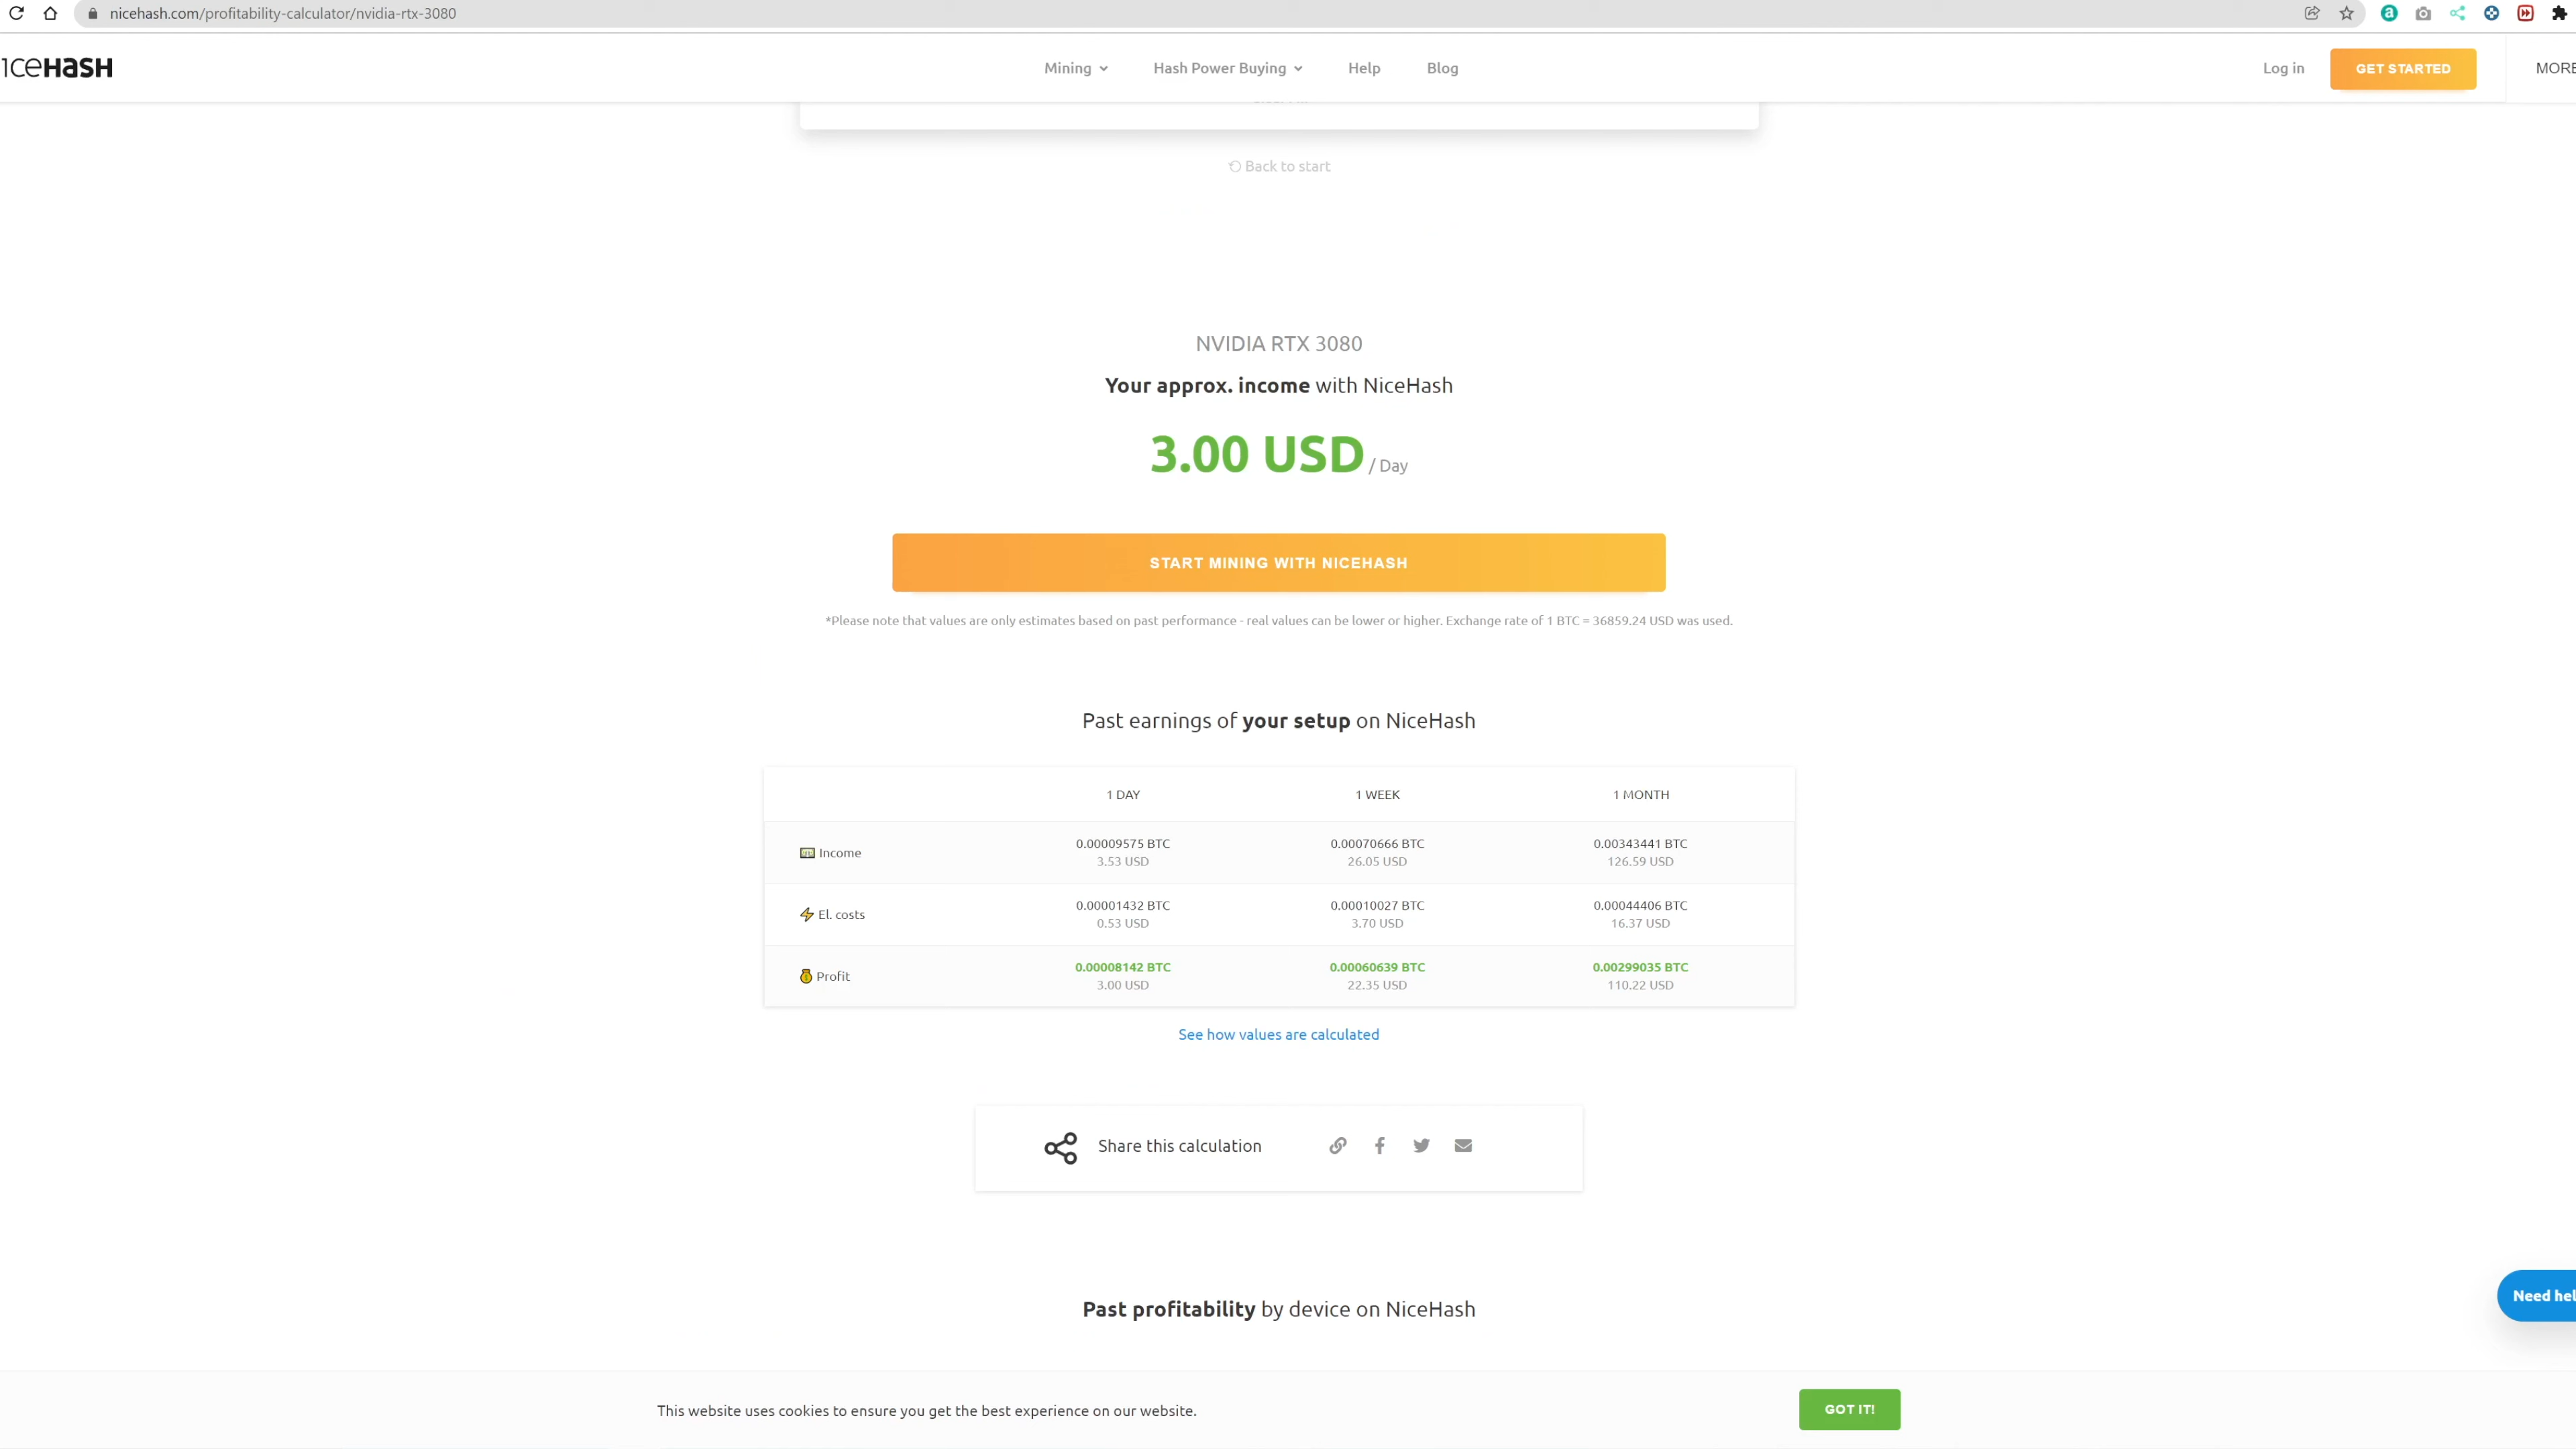 nicehash.com/profitability-calculator/nvidia-rtx-3080
iceHasH
Mining
Hash Power Buying
Help
Blog
Log in
GET STARTED
MORE
Back to start
NVIDIA RTX 3080
Your approx. income with NiceHash
3.00 USD / Day
START MINING WITH NICEHASH
*Please note that values are only estimates based on past performance - real values can be lower or higher. Exchange rate of 1 BTC = 36859.24 USD was used.
Past earnings of your setup on NiceHash
1 DAY 1 WEEK 1 MONTH
Income
0.00009575 BTC 0.00070666 BTC 0.00343441 BTC
3.53 USD 26.05 USD 126.59 USD
El. costs
0.00001432 BTC 0.00010027 BTC 0.00044406 BTC
0.53 USD 3.70 USD 16.37 USD
Profit
0.00008142 BTC 0.00060639 BTC 0.00299035 BTC
3.00 USD 22.35 USD 110.22 USD
See how values are calculated
Share this calculation
Past profitability by device on NiceHash
Need hel
This website uses cookies to ensure you get the best experience on our website.
GOT IT!